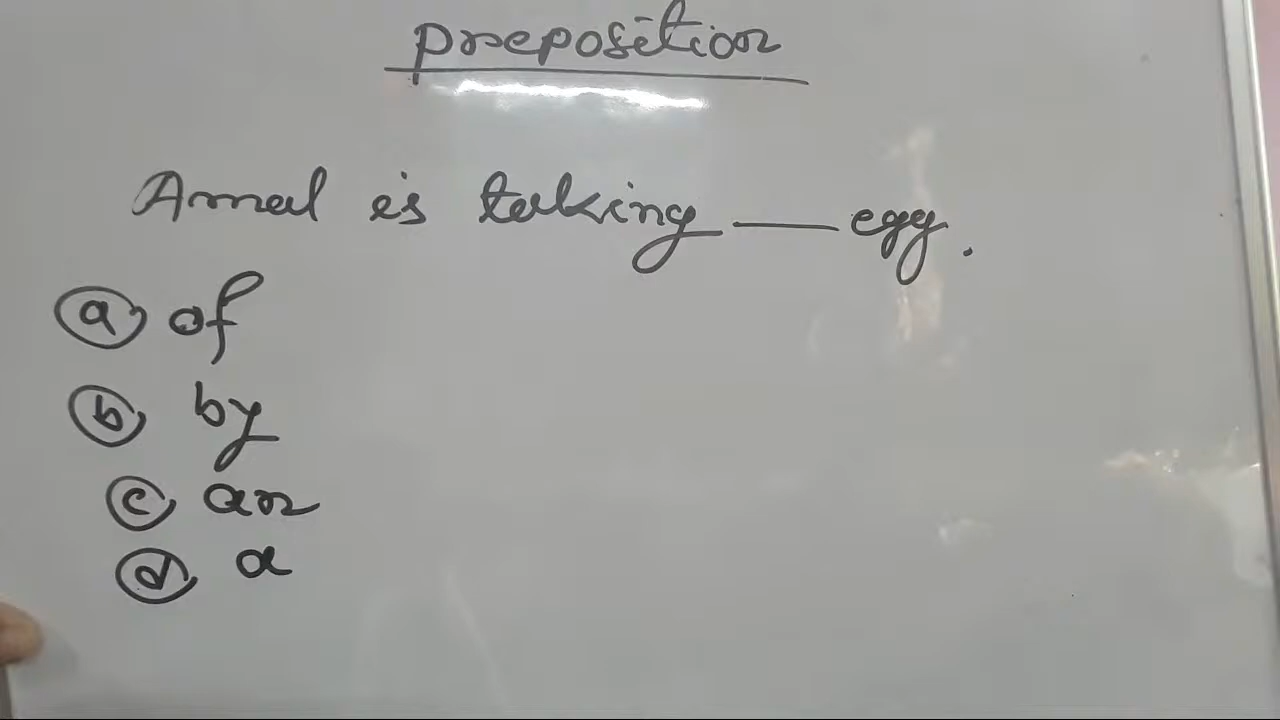 preposition
Amal is taking ___ egg.
(a) of
(b) by
(c) an
(d) a